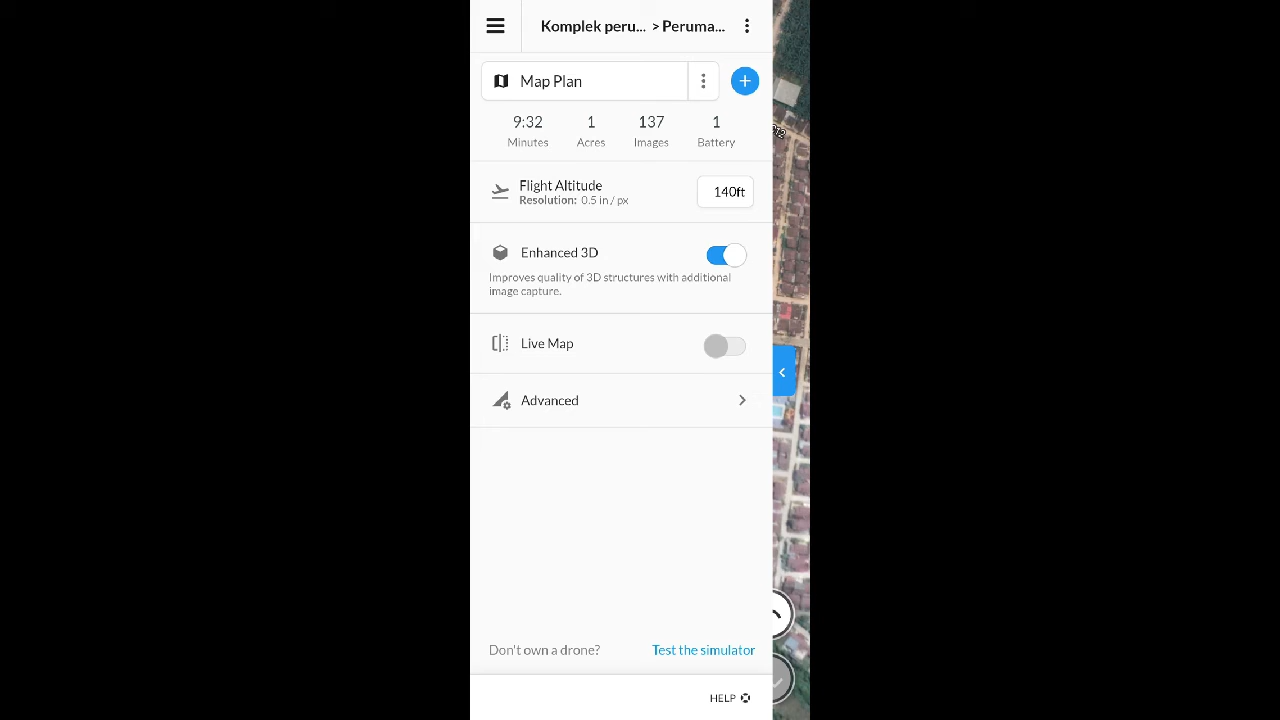 Komplek peru... > Peruma...
Map Plan
9:32 1 137 1
Minutes Acres Images Battery
Flight Altitude
Resolution: 0.5 in / px
140ft
Enhanced 3D
Improves quality of 3D structures with additional
image capture.
Live Map
Advanced
Don't own a drone? Test the simulator
HELP